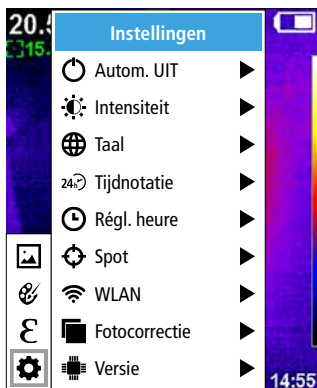 20.5
15.
Instellingen
Autom. UIT
Intensiteit
Taal
24h Tijdnotatie
Régl. heure
Spot
WLAN
Fotocorrectie
Versie
ε
14:55